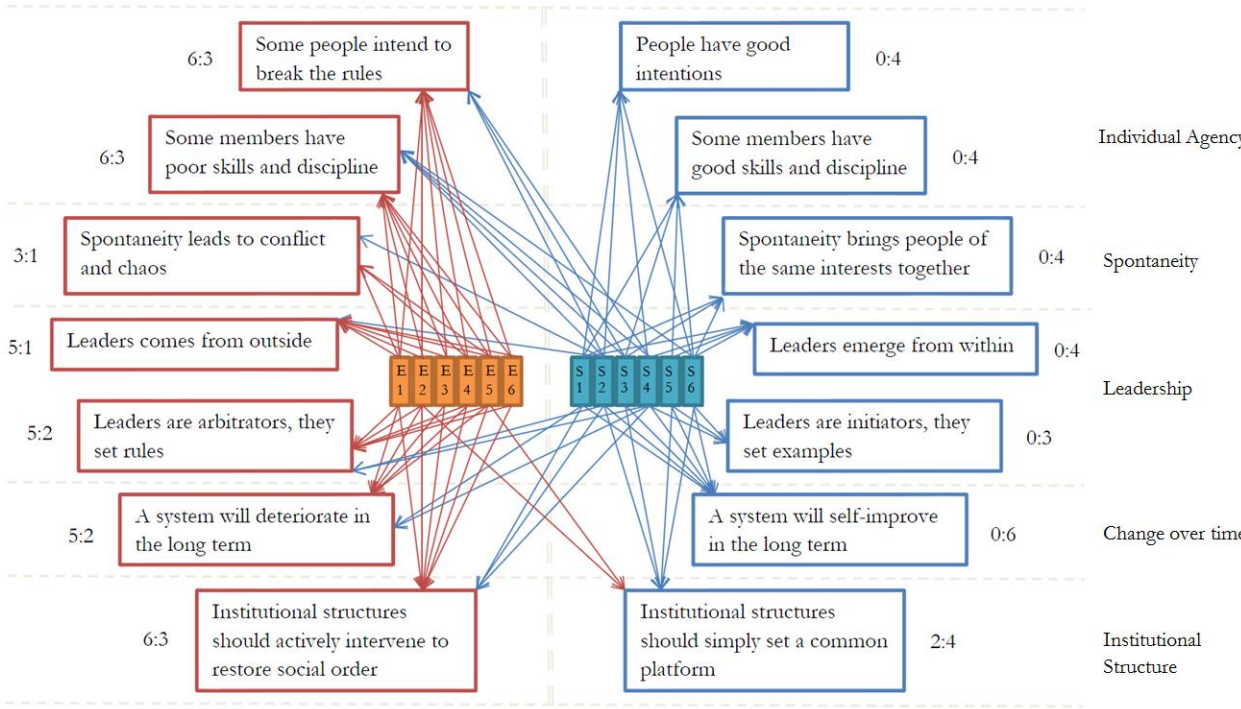 6:3
Some people intend to
break the rules
People have good
intentions
0:4
6:3
Some members have
poor skills and discipline
Some members have
good skills and discipline
0:4
Individual Agency
3:1
Spontaneity leads to conflict
and chaos
Spontaneity brings people of
the same interests together
0:4
Spontaneity
5:1
Leaders comes from outside
Leaders emerge from within
0:4
E E E E E E
1 2 3 4 5 6
S S S S S S
1 2 3 4 5 6
Leadership
5:2
Leaders are arbitrators, they
set rules
Leaders are initiators, they
set examples
0:3
5:2
A system will deteriorate in
the long term
A system will self-improve
in the long term
0:6
Change over time
6:3
Institutional structures
should actively intervene to
restore social order
Institutional structures
should simply set a common
platform
2:4
Institutional
Structure